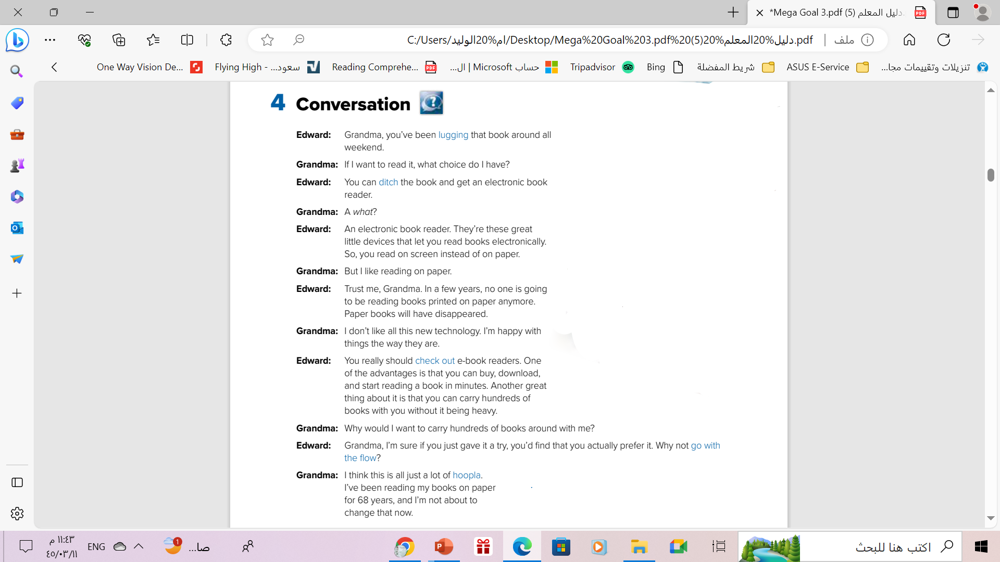 *Mega Goal 3.pdf (5) دليل المعلم.
C:/Users/ام%20الوليد/Desktop/Mega%20Goal%203.pdf%20(5)%20دليل%20المعلم.pdf
ملف
One Way Vision De...
Flying High - سعود...
Reading Comprehe...
حساب Microsoft | ال...
Tripadvisor
Bing
شريط المفضلة
ASUS E-Service
تنزيلات وتقييمات مجا...
4 Conversation
Edward: Grandma, you've been lugging that book around all
weekend.
Grandma: If I want to read it, what choice do I have?
Edward: You can ditch the book and get an electronic book
reader.
Grandma: A what?
Edward: An electronic book reader. They're these great
little devices that let you read books electronically.
So, you read on screen instead of on paper.
Grandma: But I like reading on paper.
Edward: Trust me, Grandma. In a few years, no one is going
to be reading books printed on paper anymore.
Paper books will have disappeared.
Grandma: I don't like all this new technology. I'm happy with
things the way they are.
Edward: You really should check out e-book readers. One
of the advantages is that you can buy, download,
and start reading a book in minutes. Another great
thing about it is that you can carry hundreds of
books with you without it being heavy.
Grandma: Why would I want to carry hundreds of books around with me?
Edward: Grandma, I'm sure if you just gave it a try, you'd find that you actually prefer it. Why not go with
the flow?
Grandma: I think this is all just a lot of hoopla.
I've been reading my books on paper
for 68 years, and I'm not about to
change that now.
١١:٤٣ م
٤٥/٠٣/١١
ENG
1
صا...
اكتب هنا للبحث